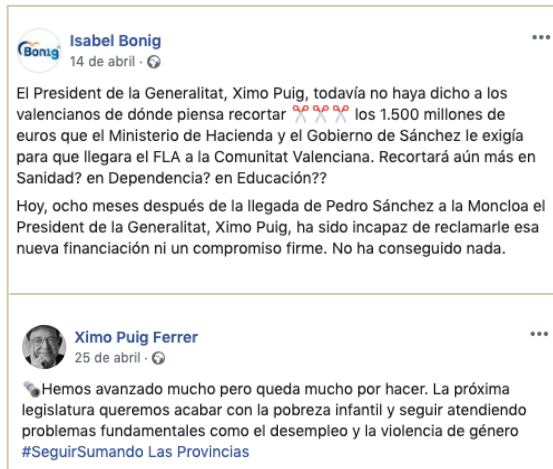 Bonig
Isabel Bonig
14 de abril ·
El President de la Generalitat, Ximo Puig, todavía no haya dicho a los
valencianos de dónde piensa recortar ✂️✂️✂️ los 1.500 millones de
euros que el Ministerio de Hacienda y el Gobierno de Sánchez le exigía
para que llegara el FLA a la Comunitat Valenciana. Recortará aún más en
Sanidad? en Dependencia? en Educación??
Hoy, ocho meses después de la llegada de Pedro Sánchez a la Moncloa el
President de la Generalitat, Ximo Puig, ha sido incapaz de reclamarle esa
nueva financiación ni un compromiso firme. No ha conseguido nada.
Ximo Puig Ferrer
25 de abril ·
🗞️Hemos avanzado mucho pero queda mucho por hacer. La próxima
legislatura queremos acabar con la pobreza infantil y seguir atendiendo
problemas fundamentales como el desempleo y la violencia de género
#SeguirSumando Las Provincias